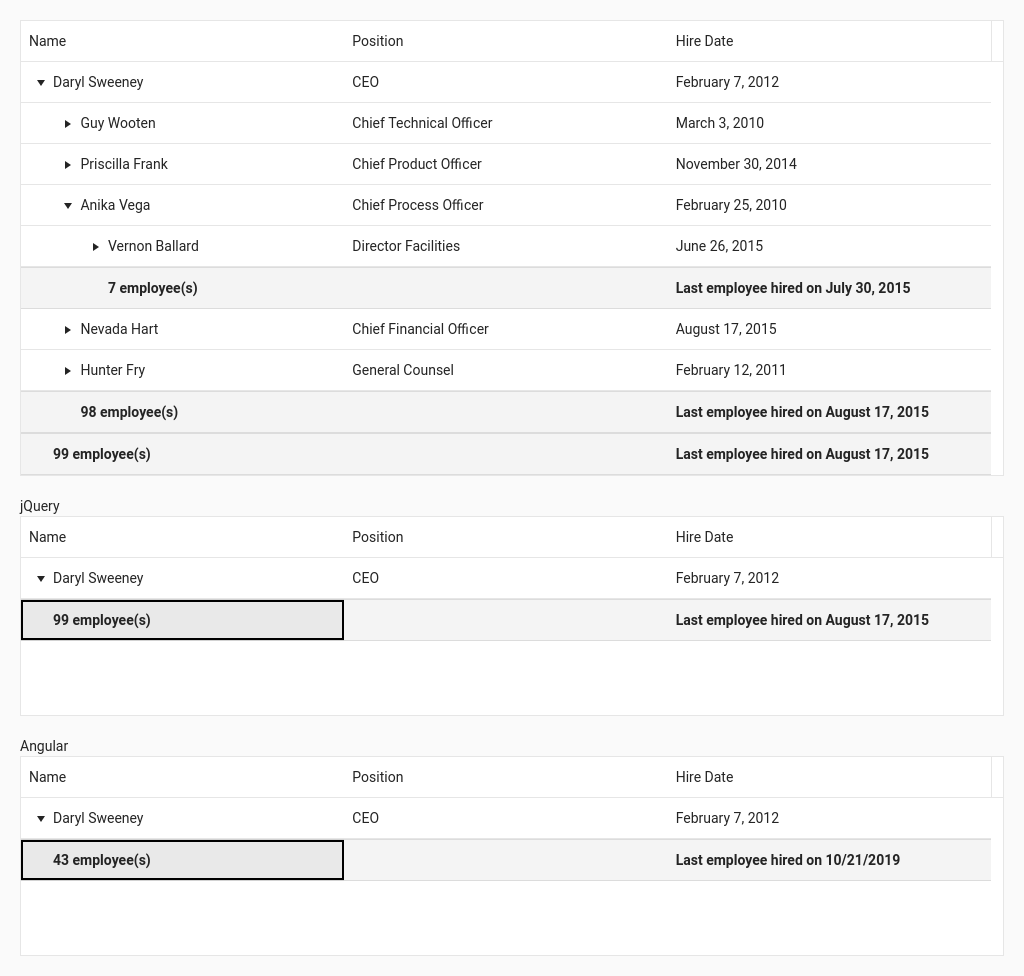 Name Position Hire Date
Daryl Sweeney CEO February 7, 2012
Guy Wooten Chief Technical Officer March 3, 2010
Priscilla Frank Chief Product Officer November 30, 2014
Anika Vega Chief Process Officer February 25, 2010
Vernon Ballard Director Facilities June 26, 2015
7 employee(s) Last employee hired on July 30, 2015
Nevada Hart Chief Financial Officer August 17, 2015
Hunter Fry General Counsel February 12, 2011
98 employee(s) Last employee hired on August 17, 2015
99 employee(s) Last employee hired on August 17, 2015
jQuery
Name Position Hire Date
Daryl Sweeney CEO February 7, 2012
99 employee(s) Last employee hired on August 17, 2015
Angular
Name Position Hire Date
Daryl Sweeney CEO February 7, 2012
43 employee(s) Last employee hired on 10/21/2019